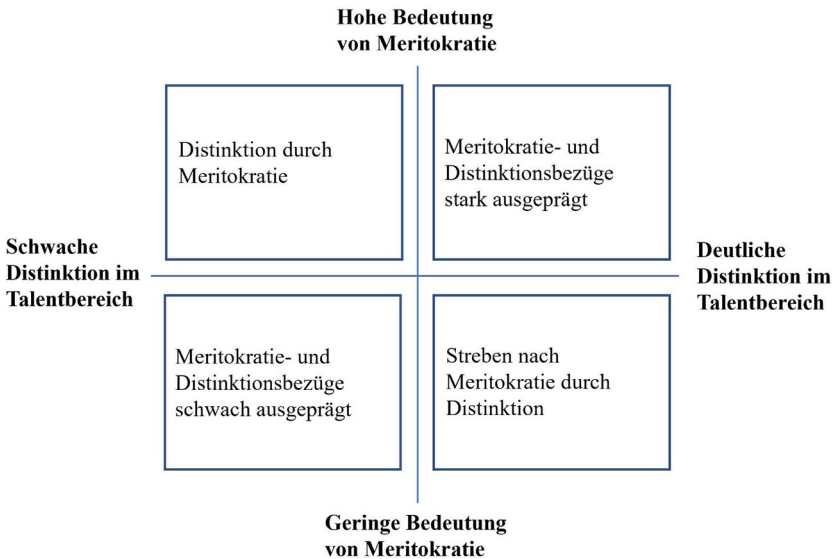 Hohe Bedeutung
von Meritokratie
Distinktion durch
Meritokratie
Meritokratie- und
Distinktionsbezüge
stark ausgeprägt
Schwache
Distinktion im
Talentbereich
Deutliche
Distinktion im
Talentbereich
Meritokratie- und
Distinktionsbezüge
schwach ausgeprägt
Streben nach
Meritokratie durch
Distinktion
Geringe Bedeutung
von Meritokratie